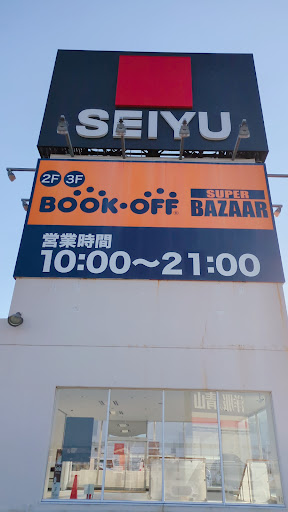 SEIYU
2F 3F
BOOK·OFF
SUPER
BAZAAR
営業時間
10:00〜21:00